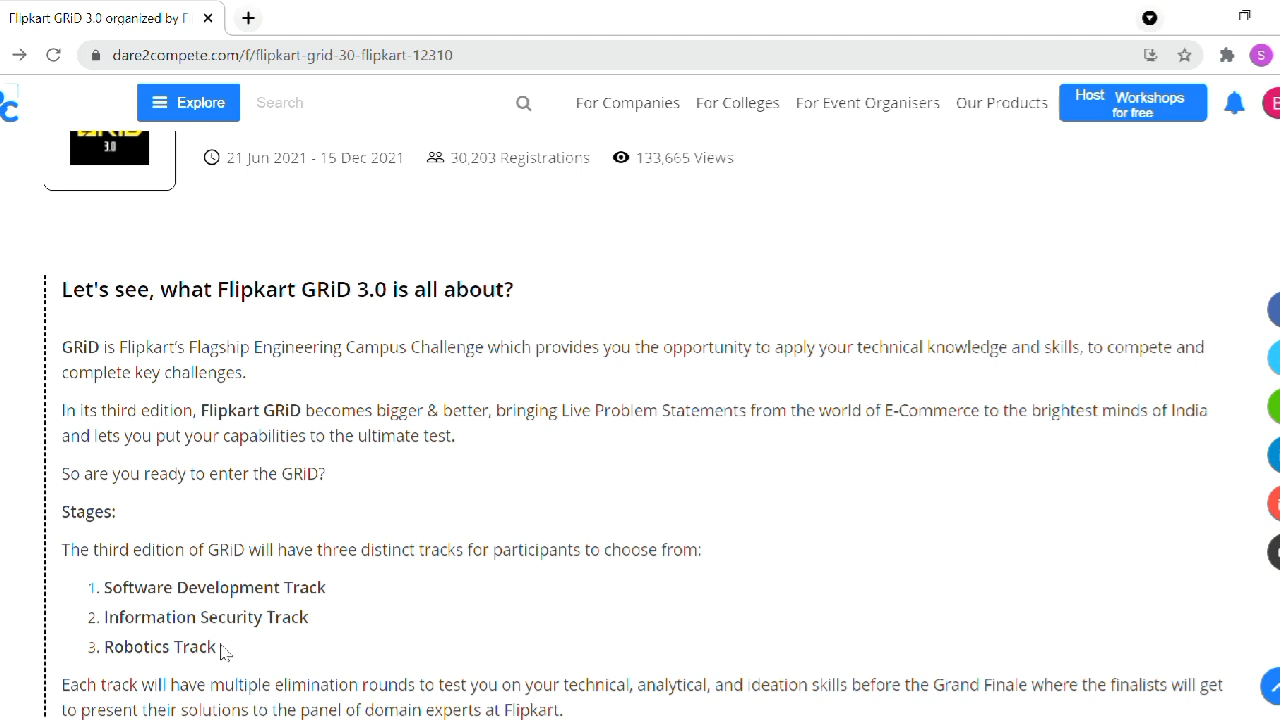 Flipkart GRiD 3.0 organized by Fl
dare2compete.com/f/flipkart-grid-30-flipkart-12310
S
Explore
Search
For Companies
For Colleges
For Event Organisers
Our Products
Host Workshops
for free
3.0
21 Jun 2021 - 15 Dec 2021
30,203 Registrations
133,665 Views
Let's see, what Flipkart GRiD 3.0 is all about?
GRiD is Flipkart's Flagship Engineering Campus Challenge which provides you the opportunity to apply your technical knowledge and skills, to compete and
complete key challenges.
In its third edition, Flipkart GRiD becomes bigger & better, bringing Live Problem Statements from the world of E-Commerce to the brightest minds of India
and lets you put your capabilities to the ultimate test.
So are you ready to enter the GRiD?
Stages:
The third edition of GRiD will have three distinct tracks for participants to choose from:
1. Software Development Track
2. Information Security Track
3. Robotics Track
Each track will have multiple elimination rounds to test you on your technical, analytical, and ideation skills before the Grand Finale where the finalists will get
to present their solutions to the panel of domain experts at Flipkart.